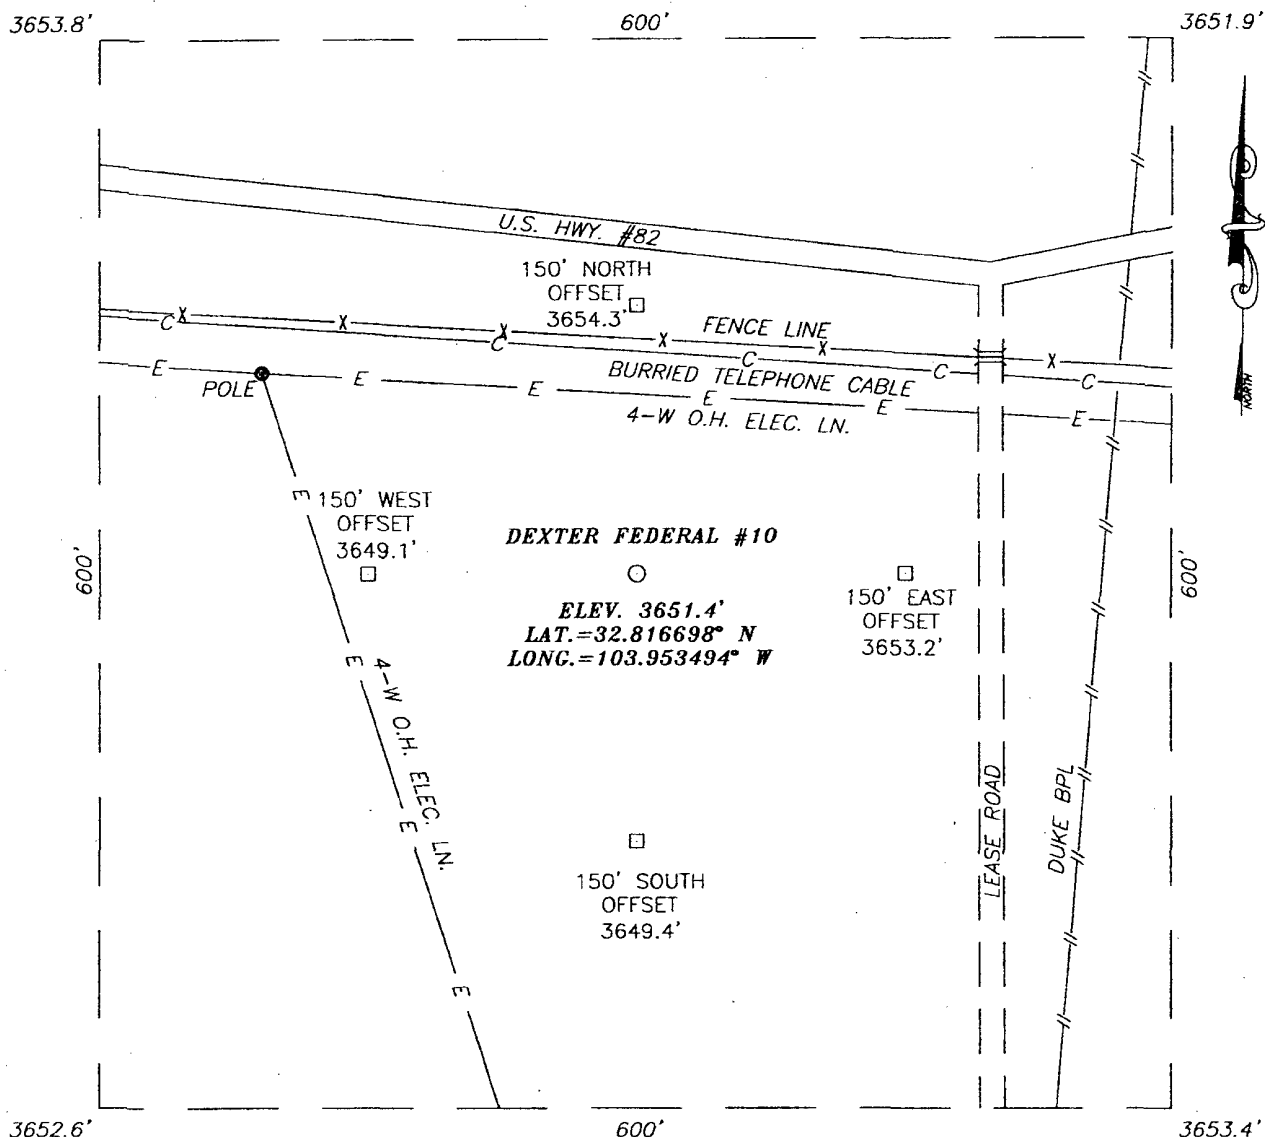 3653.8'
600'
3651.9'
U.S. HWY. #82
150' NORTH
OFFSET
3654.3'
X
X
X
X
X
X
FENCE LINE
C
C
C
C
C
BURRIED TELEPHONE CABLE
E
E
E
E
E
E
POLE
4-W O.H. ELEC. LN.
NORTH
E
150' WEST
OFFSET
3649.1'
DEXTER FEDERAL #10
600'
600'
ELEV. 3651.4'
LAT.=32.816698° N
LONG.=103.953494° W
150' EAST
OFFSET
3653.2'
E
4-W O.H. ELEC. LN.
E
E
LEASE ROAD
DUKE BPL
150' SOUTH
OFFSET
3649.4'
3652.6'
600'
3653.4'